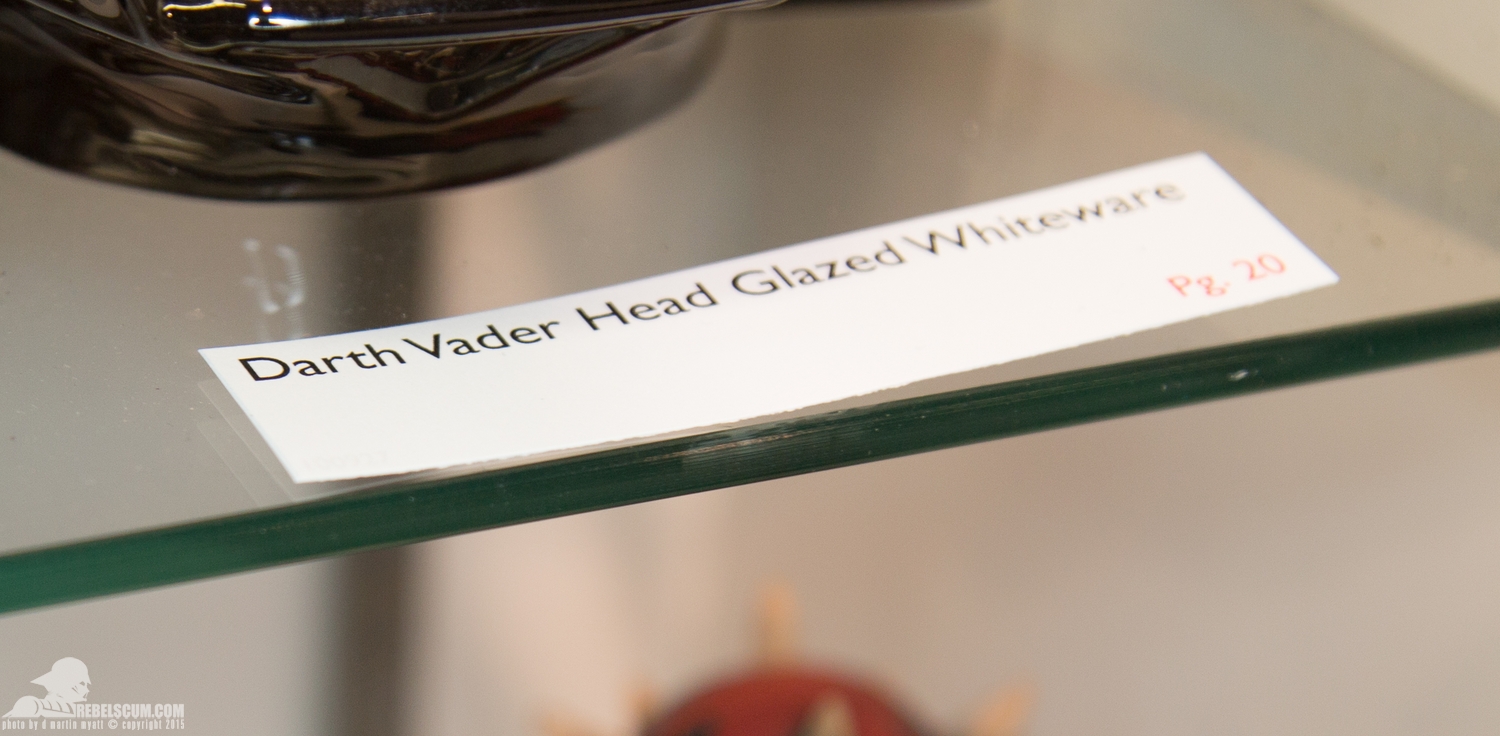 Darth Vader Head Glazed Whiteware
Pg. 20
REBELSCUM.COM
photo by d martin myatt © copyright 2015